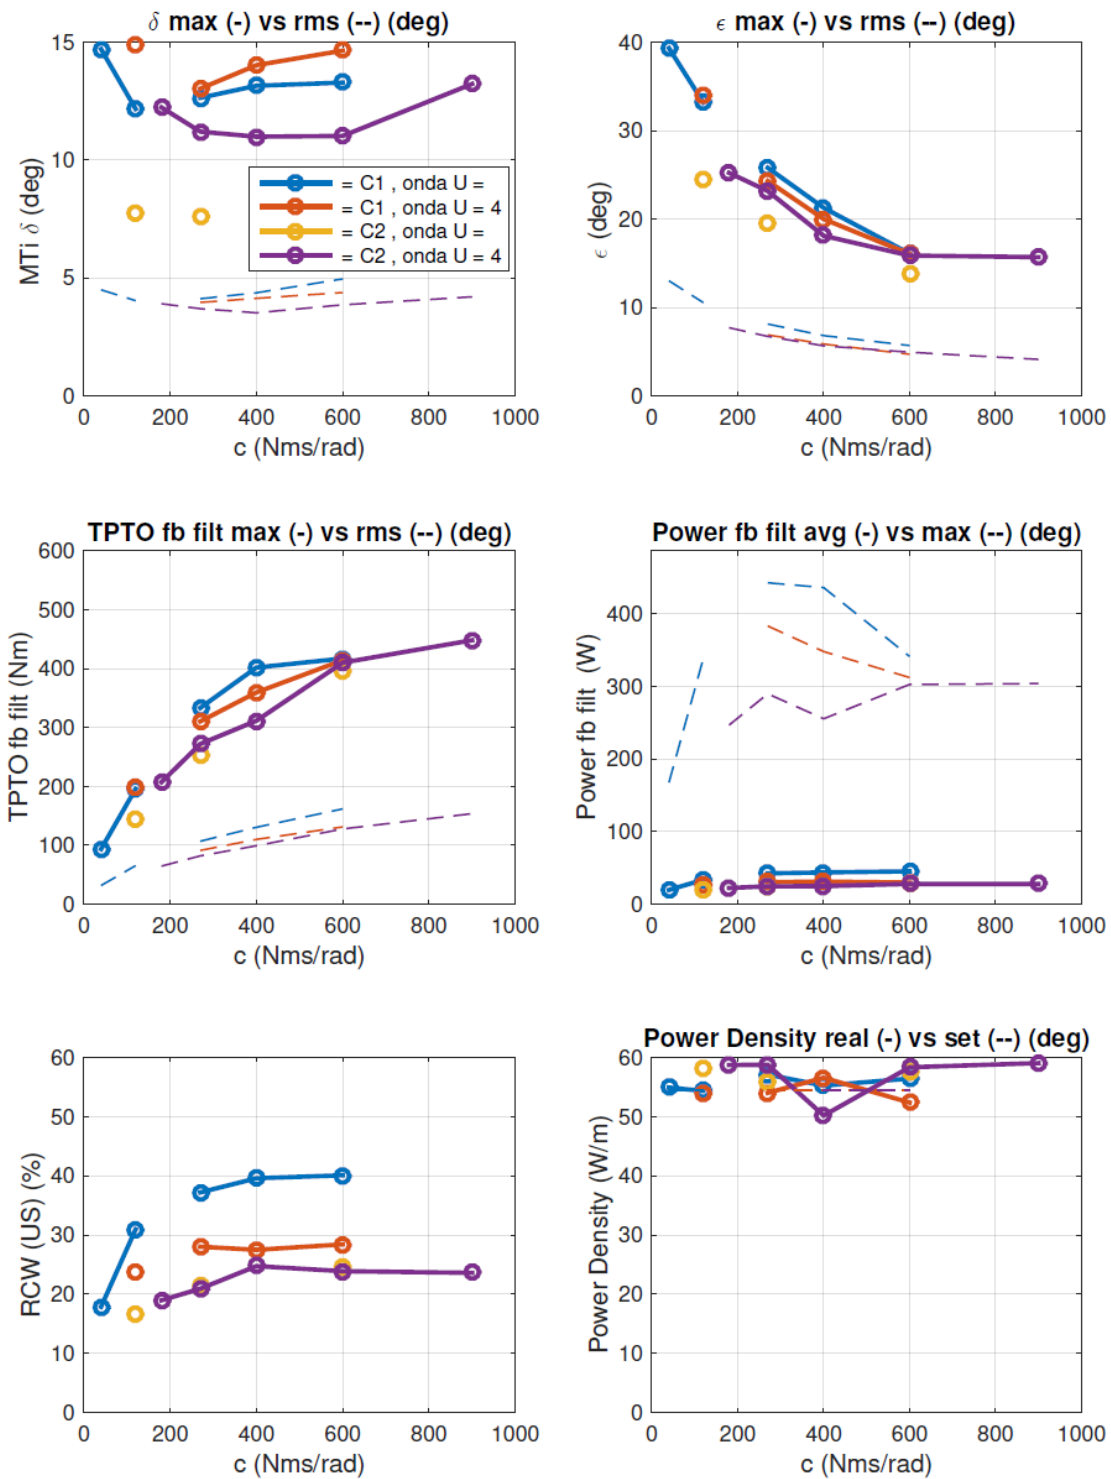 δ max (-) vs rms (--) (deg)
15
10
5
0
MTi δ (deg)
= C1 , onda U =
= C1 , onda U = 4
= C2 , onda U =
= C2 , onda U = 4
0 200 400 600 800 1000
c (Nms/rad)
ϵ max (-) vs rms (--) (deg)
40
30
20
10
0
ϵ (deg)
0 200 400 600 800 1000
c (Nms/rad)
TPTO fb filt max (-) vs rms (--) (deg)
600
500
400
300
200
100
0
TPTO fb filt (Nm)
0 200 400 600 800 1000
c (Nms/rad)
Power fb filt avg (-) vs max (--) (deg)
400
300
200
100
0
Power fb filt (W)
0 200 400 600 800 1000
c (Nms/rad)
60
50
40
30
20
10
0
RCW (US) (%)
0 200 400 600 800 1000
c (Nms/rad)
Power Density real (-) vs set (--) (deg)
60
50
40
30
20
10
0
Power Density (W/m)
0 200 400 600 800 1000
c (Nms/rad)